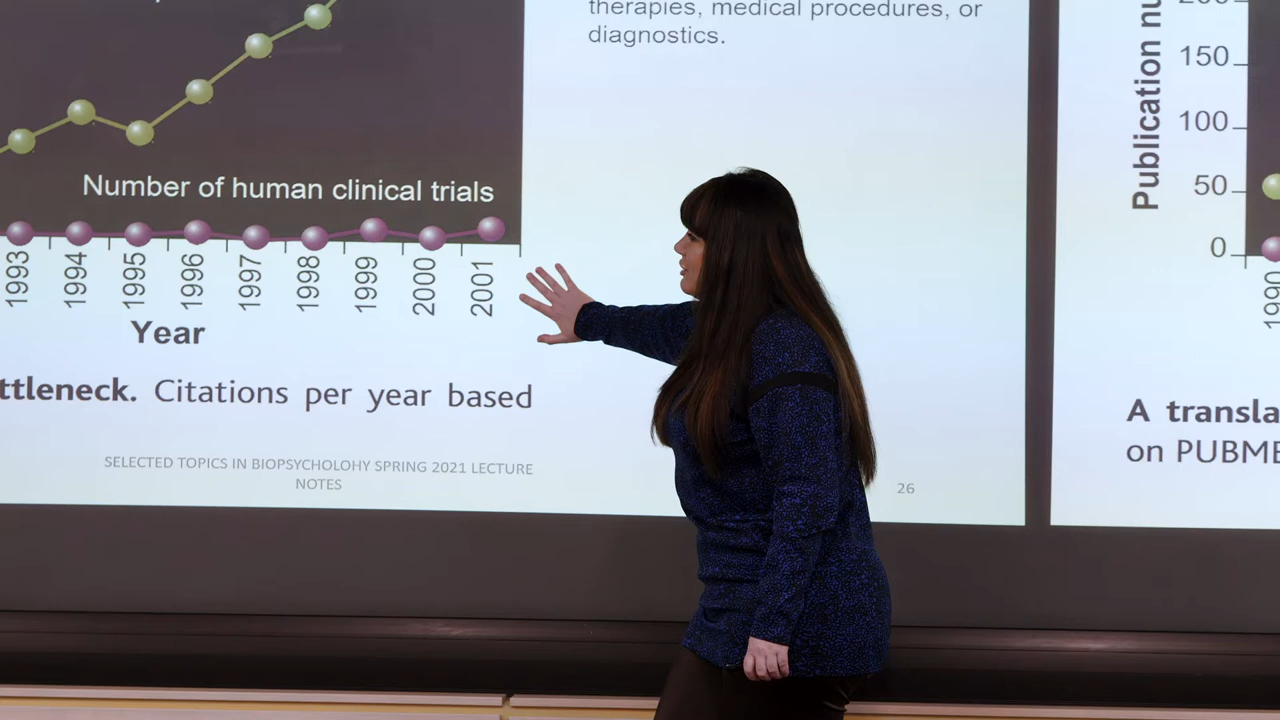 therapies, medical procedures, or
diagnostics.
Number of human clinical trials
1993
1994
1995
1996
1997
1998
1999
2000
2001
Year
ttleneck. Citations per year based
SELECTED TOPICS IN BIOPSYCHOLOHY SPRING 2021 LECTURE
NOTES
26
Publication nu
200
150
100
50
0
1990
A transla
on PUBME